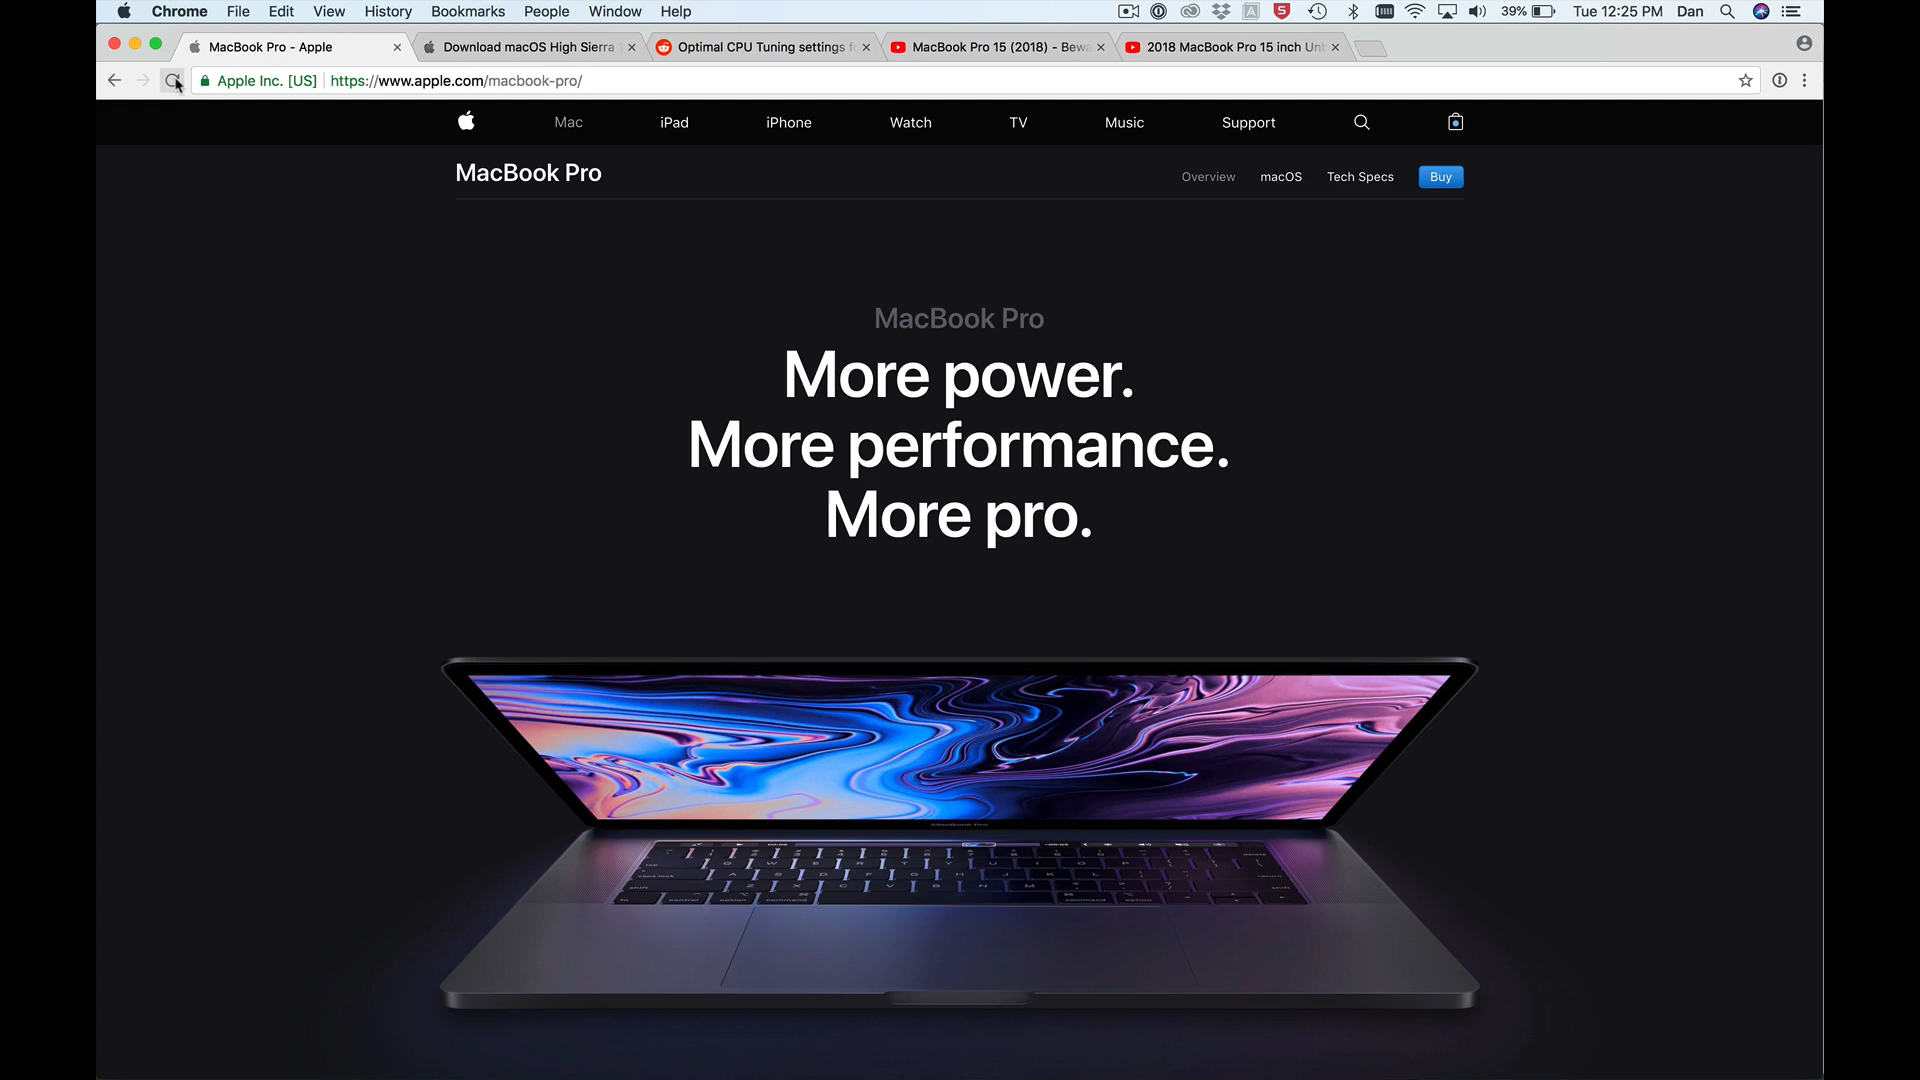 Chrome File Edit View History Bookmarks People Window Help 39% Tue 12:25 PM Dan
MacBook Pro - Apple
Download macOS High Sierra
Optimal CPU Tuning settings f
MacBook Pro 15 (2018) - Bewa
2018 MacBook Pro 15 inch Un
Apple Inc. [US] https://www.apple.com/macbook-pro/
Mac iPad iPhone Watch TV Music Support
MacBook Pro
Overview macOS Tech Specs Buy
MacBook Pro
More power.
More performance.
More pro.
MacBook Pro